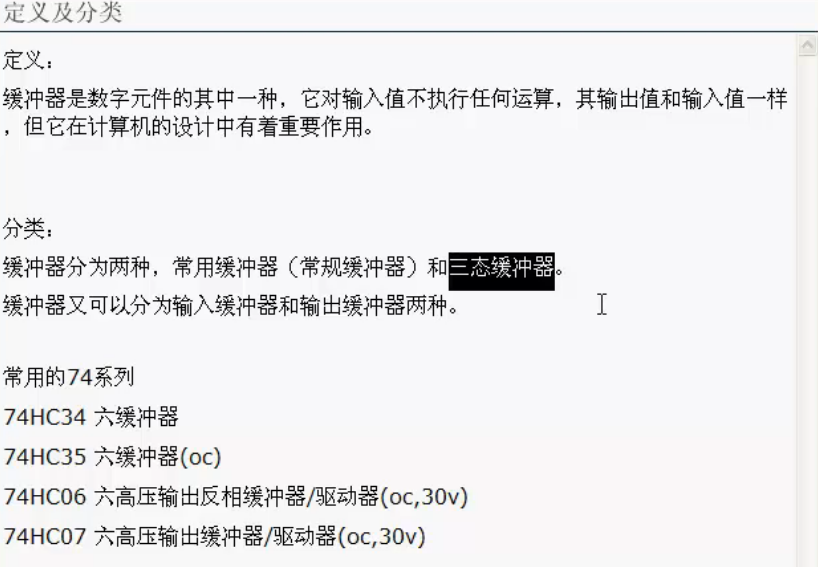 定义及分类
定义：
缓冲器是数字元件的其中一种，它对输入值不执行任何运算，其输出值和输入值一样
，但它在计算机的设计中有着重要作用。
分类：
缓冲器分为两种，常用缓冲器（常规缓冲器）和三态缓冲器。
缓冲器又可以分为输入缓冲器和输出缓冲器两种。
常用的74系列
74HC34 六缓冲器
74HC35 六缓冲器(oc)
74HC06 六高压输出反相缓冲器/驱动器(oc,30v)
74HC07 六高压输出缓冲器/驱动器(oc,30v)